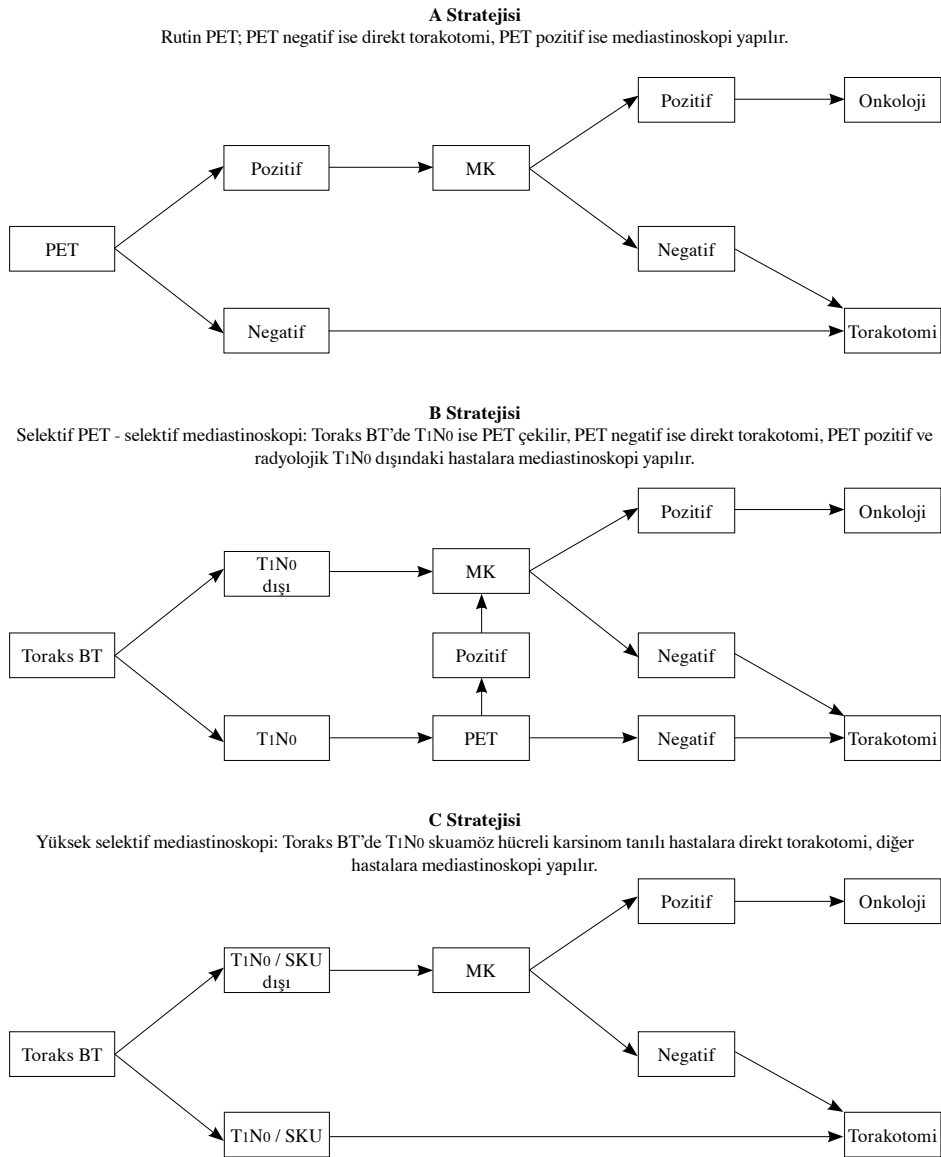 A Stratejisi
Rutin PET; PET negatif ise direkt torakotomi, PET pozitif ise mediastinoskopi yapılır.
Pozitif
Onkoloji
Pozitif
MK
PET
Negatif
Negatif
Torakotomi
B Stratejisi
Selektif PET - selektif mediastinoskopi: Toraks BT’de T1N0 ise PET çekilir, PET negatif ise direkt torakotomi, PET pozitif ve
radyolojik T1N0 dışındaki hastalara mediastinoskopi yapılır.
Pozitif
Onkoloji
T1N0
dışı
MK
Toraks BT
Pozitif
Negatif
T1N0
PET
Negatif
Torakotomi
C Stratejisi
Yüksek selektif mediastinoskopi: Toraks BT’de T1N0 skuamöz hücreli karsinom tanılı hastalara direkt torakotomi, diğer
hastalara mediastinoskopi yapılır.
Pozitif
Onkoloji
T1N0 / SKU
dışı
MK
Toraks BT
Negatif
T1N0 / SKU
Torakotomi